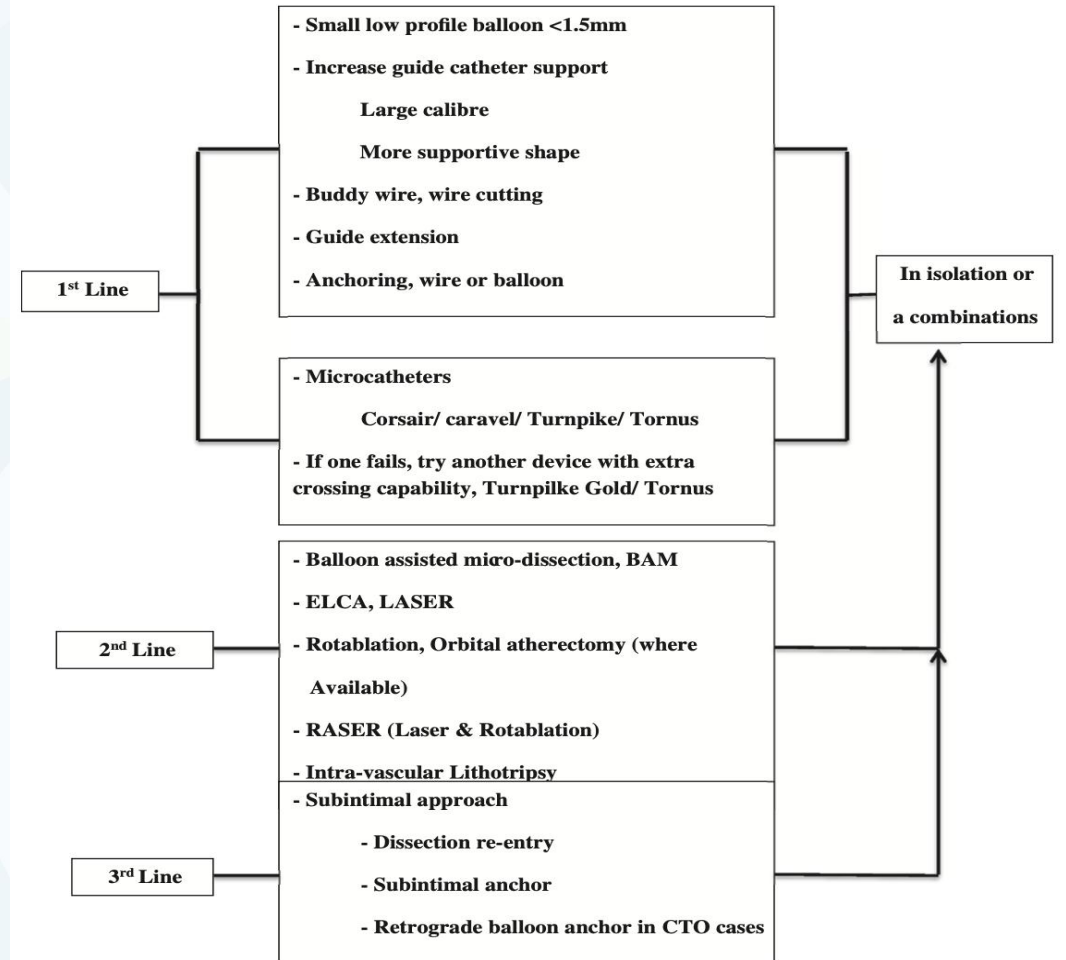 - Small low profile balloon <1.5mm
- Increase guide catheter support
Large calibre
More supportive shape
- Buddy wire, wire cutting
- Guide extension
- Anchoring, wire or balloon
1st Line
In isolation or
a combinations
- Microcatheters
Corsair/ caravel/ Turnpike/ Tornus
- If one fails, try another device with extra
crossing capability, Turnpilke Gold/ Tornus
- Balloon assisted micro-dissection, BAM
- ELCA, LASER
- Rotablation, Orbital atherectomy (where
Available)
- RASER (Laser & Rotablation)
- Intra-vascular Lithotripsy
2nd Line
- Subintimal approach
- Dissection re-entry
- Subintimal anchor
- Retrograde balloon anchor in CTO cases
3rd Line